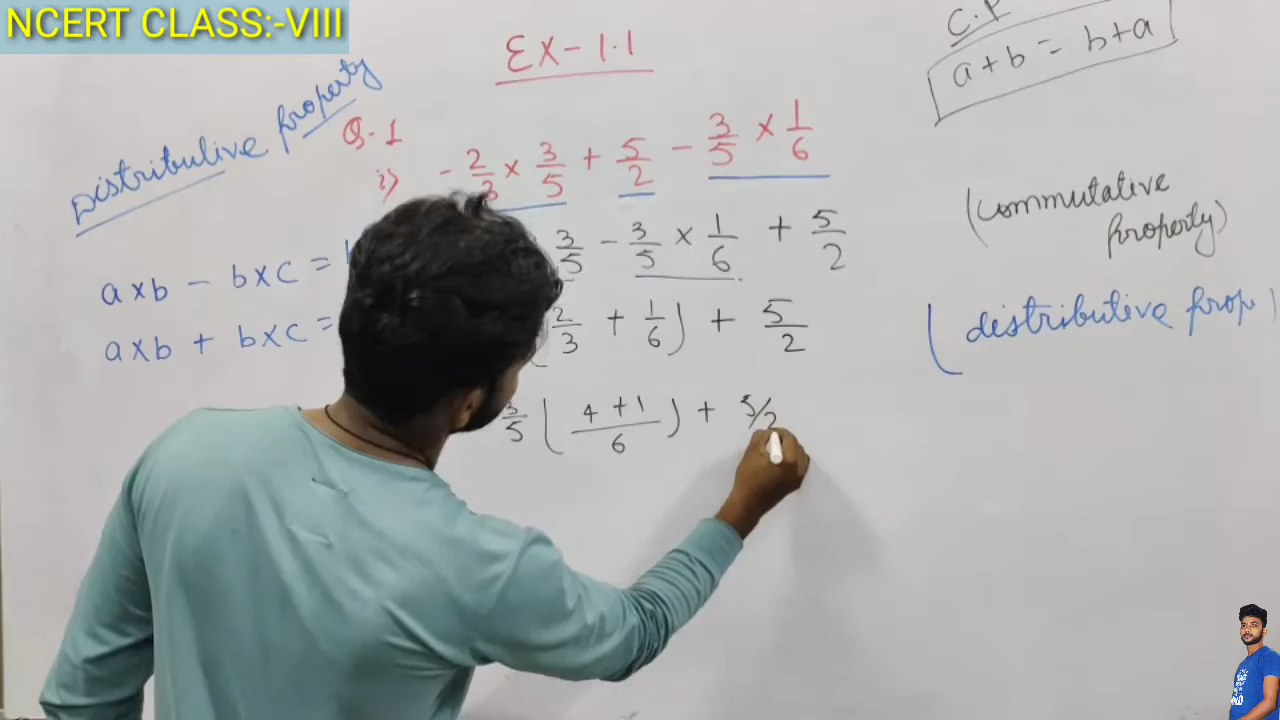 NCERT CLASS:-VIII
EX-1.1
C.P
a+b = b+a
Distributive property
Q-1
i) - 2/3 × 3/5 + 5/2 - 3/5 × 1/6
3/5 - 3/5 × 1/6 + 5/2
(commutative
property)
a×b - b×c =
2/3 + 1/6) + 5/2
(distributive prop)
a×b + b×c =
3/5 (4+1/6) + 5/2